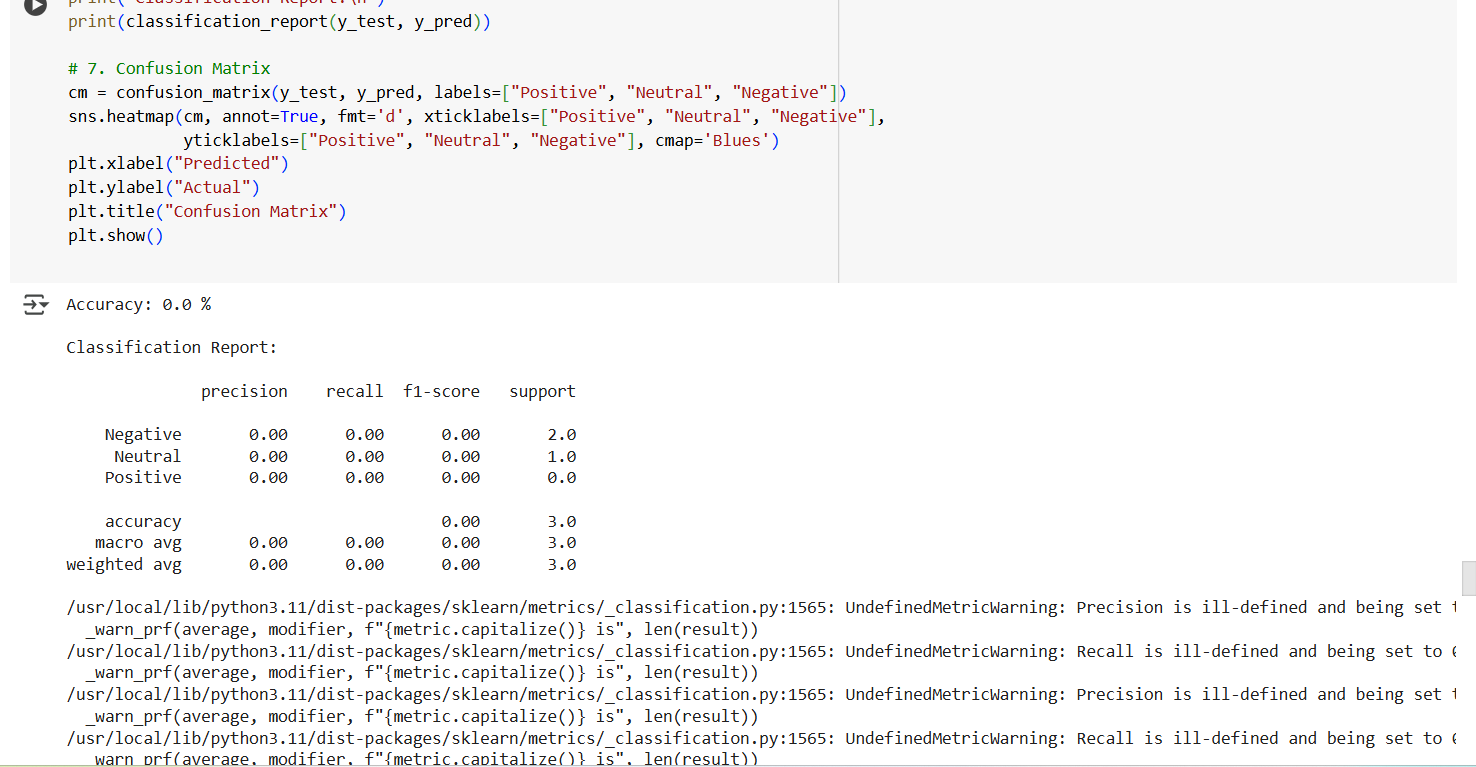 print("Classification Report:\n")
print(classification_report(y_test, y_pred))
# 7. Confusion Matrix
cm = confusion_matrix(y_test, y_pred, labels=["Positive", "Neutral", "Negative"])
sns.heatmap(cm, annot=True, fmt='d', xticklabels=["Positive", "Neutral", "Negative"],
            yticklabels=["Positive", "Neutral", "Negative"], cmap='Blues')
plt.xlabel("Predicted")
plt.ylabel("Actual")
plt.title("Confusion Matrix")
plt.show()
Accuracy: 0.0 %
Classification Report:
              precision    recall  f1-score   support
    Negative       0.00      0.00      0.00       2.0
     Neutral       0.00      0.00      0.00       1.0
    Positive       0.00      0.00      0.00       0.0
    accuracy                           0.00       3.0
   macro avg       0.00      0.00      0.00       3.0
weighted avg       0.00      0.00      0.00       3.0
/usr/local/lib/python3.11/dist-packages/sklearn/metrics/_classification.py:1565: UndefinedMetricWarning: Precision is ill-defined and being set
  _warn_prf(average, modifier, f"{metric.capitalize()} is", len(result))
/usr/local/lib/python3.11/dist-packages/sklearn/metrics/_classification.py:1565: UndefinedMetricWarning: Recall is ill-defined and being set to
  _warn_prf(average, modifier, f"{metric.capitalize()} is", len(result))
/usr/local/lib/python3.11/dist-packages/sklearn/metrics/_classification.py:1565: UndefinedMetricWarning: Precision is ill-defined and being set
  _warn_prf(average, modifier, f"{metric.capitalize()} is", len(result))
/usr/local/lib/python3.11/dist-packages/sklearn/metrics/_classification.py:1565: UndefinedMetricWarning: Recall is ill-defined and being set to
  _warn_prf(average, modifier, f"{metric.capitalize()} is", len(result))